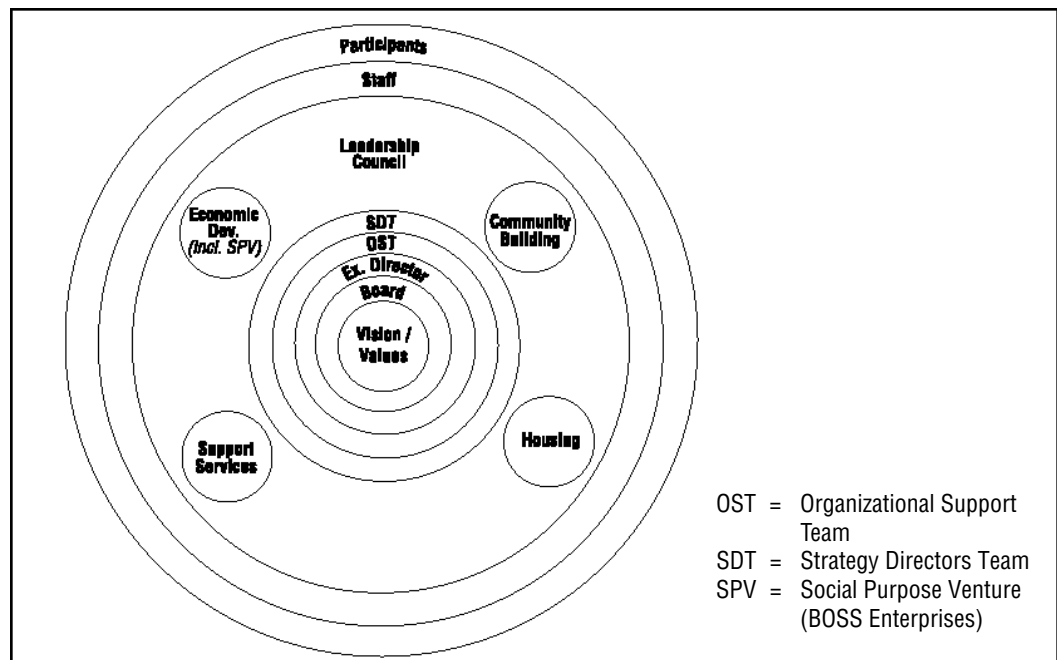 Participants
Staff
Leadership
Council
Economic
Dev.
(incl. SPV)
Community
Building
SDT
OST
Ex. Director
Board
Vision /
Values
Support
Services
Housing
OST = Organizational Support
Team
SDT = Strategy Directors Team
SPV = Social Purpose Venture
(BOSS Enterprises)